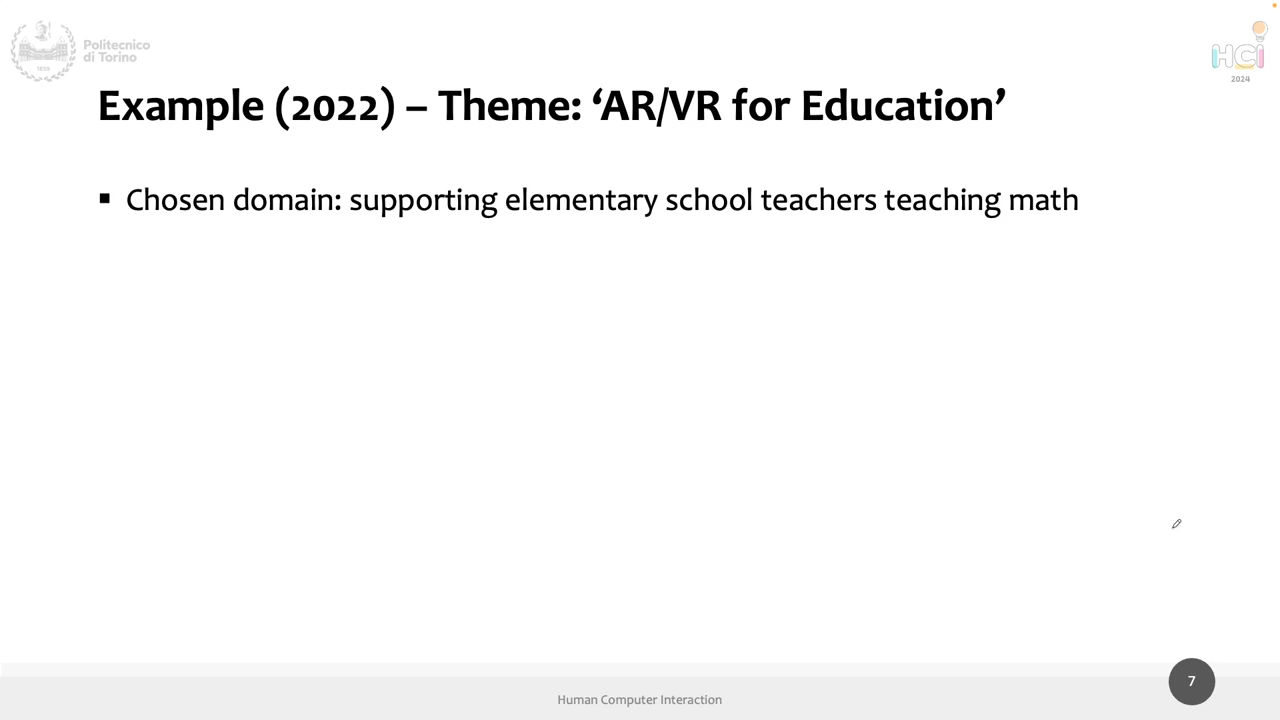 Politecnico
di Torino
1859
HCI
2024
Example (2022) – Theme: ‘AR/VR for Education’
▪ Chosen domain: supporting elementary school teachers teaching math
7
Human Computer Interaction